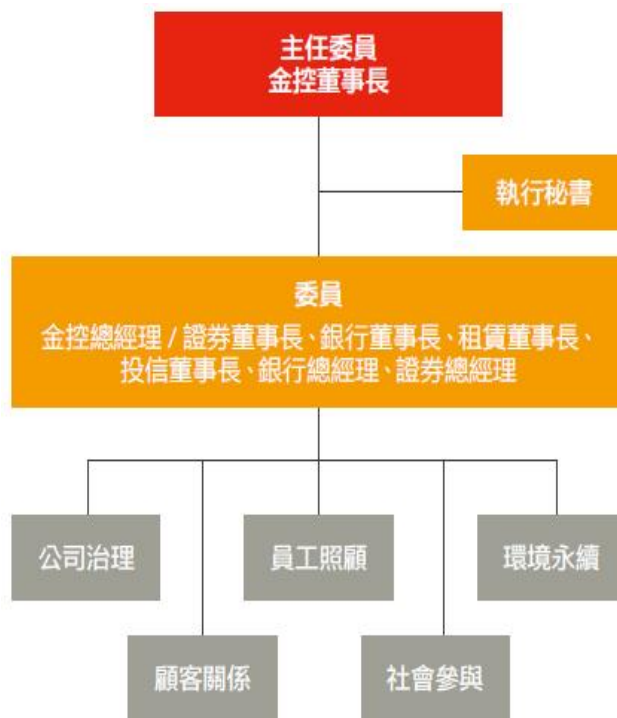 主任委員
金控董事長
執行秘書
委員
金控總經理 / 證券董事長、銀行董事長、租賃董事長、
投信董事長、銀行總經理、證券總經理
公司治理
員工照顧
環境永續
顧客關係
社會參與